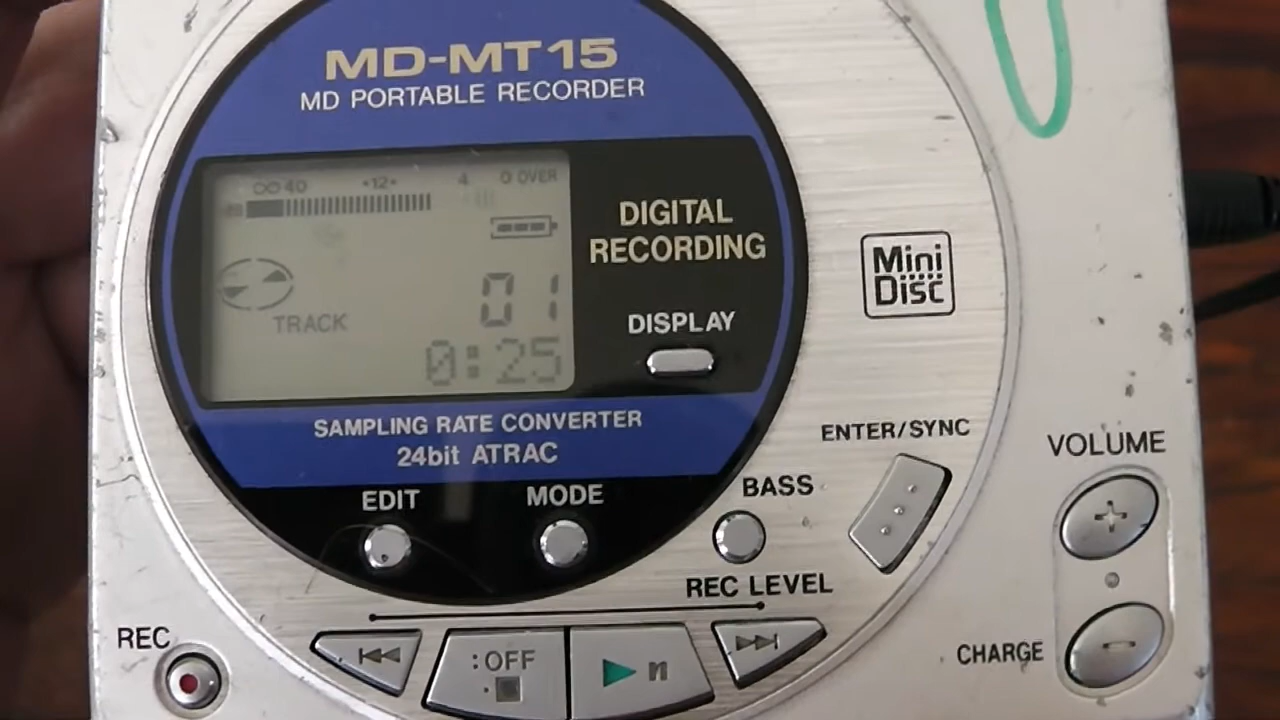 MD-MT15
MD PORTABLE RECORDER
∞ 40 •12• 4 0 OVER
DIGITAL
RECORDING
01
TRACK
0:25
DISPLAY
Mini
Disc
SAMPLING RATE CONVERTER
24bit ATRAC
ENTER/SYNC
VOLUME
EDIT
MODE
BASS
+
REC LEVEL
REC
:OFF
CHARGE
-